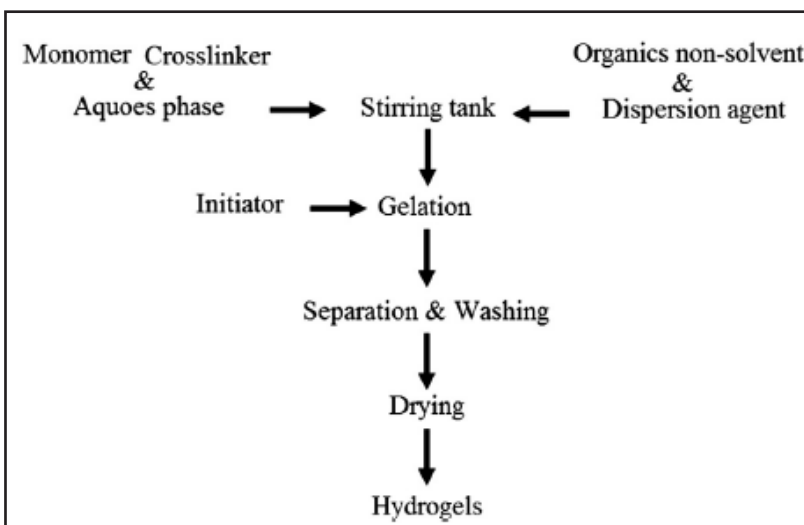 Monomer Crosslinker
&
Aquoes phase
Organics non-solvent
&
Dispersion agent
Stirring tank
Initiator
Gelation
Separation & Washing
Drying
Hydrogels